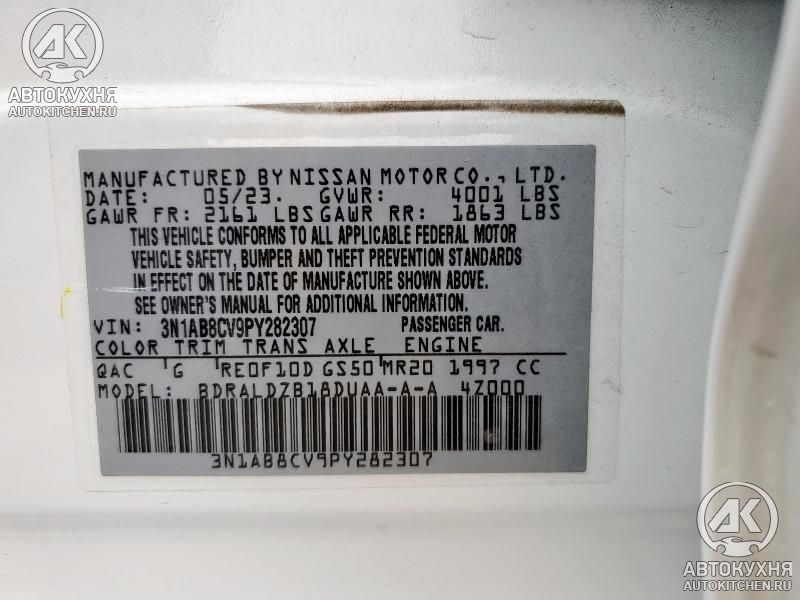 AK
АВТОКУХНЯ
AUTOKITCHEN.RU
MANUFACTURED BY NISSAN MOTOR CO., LTD.
DATE: 05/23. GVWR: 4001 LBS
GAWR FR: 2161 LBS GAWR RR: 1863 LBS
THIS VEHICLE CONFORMS TO ALL APPLICABLE FEDERAL MOTOR
VEHICLE SAFETY, BUMPER AND THEFT PREVENTION STANDARDS
IN EFFECT ON THE DATE OF MANUFACTURE SHOWN ABOVE.
SEE OWNER'S MANUAL FOR ADDITIONAL INFORMATION.
VIN: 3N1AB8CV9PY282307 PASSENGER CAR.
COLOR TRIM TRANS AXLE ENGINE
QAC G RE0F10D GS50 MR20 1997 CC
MODEL: BDRALDZB18DUAA-A-A 4Z000
3N1AB8CV9PY282307
AK
АВТОКУХНЯ
AUTOKITCHEN.RU